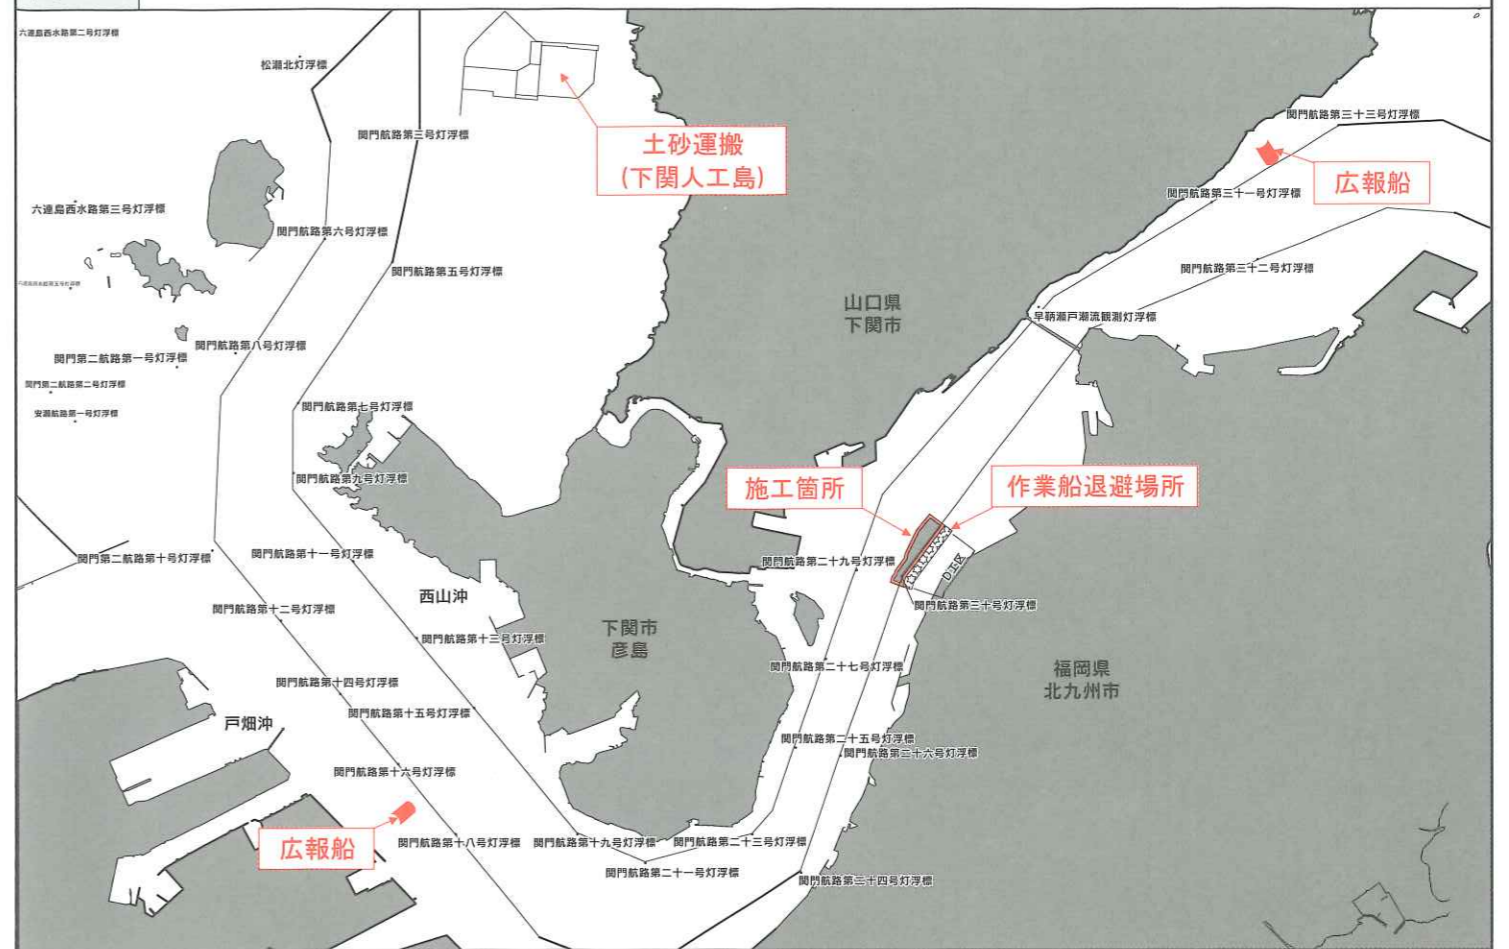 六連島西水路第二号灯浮標
松瀬北灯浮標
関門航路第三号灯浮標
土砂運搬
(下関人工島)
関門航路第三十三号灯浮標
広報船
関門航路第三十一号灯浮標
六連島西水路第三号灯浮標
関門航路第六号灯浮標
関門航路第五号灯浮標
関門航路第三十二号灯浮標
山口県
下関市
早鞆瀬戸潮流観測灯浮標
関門航路第八号灯浮標
関門第二航路第一号灯浮標
関門第二航路第二号灯浮標
安瀬航路第一号灯浮標
関門航路第七号灯浮標
関門航路第九号灯浮標
施工箇所
作業船退避場所
関門第二航路第十号灯浮標
関門航路第十一号灯浮標
関門航路第二十九号灯浮標
D工区
西山沖
関門航路第三十号灯浮標
関門航路第十二号灯浮標
関門航路第十三号灯浮標
下関市
彦島
関門航路第二十七号灯浮標
福岡県
北九州市
関門航路第十四号灯浮標
関門航路第十五号灯浮標
戸畑沖
関門航路第二十五号灯浮標
関門航路第二十六号灯浮標
関門航路第十六号灯浮標
広報船
関門航路第十八号灯浮標
関門航路第十九号灯浮標
関門航路第二十三号灯浮標
関門航路第二十一号灯浮標
関門航路第二十四号灯浮標